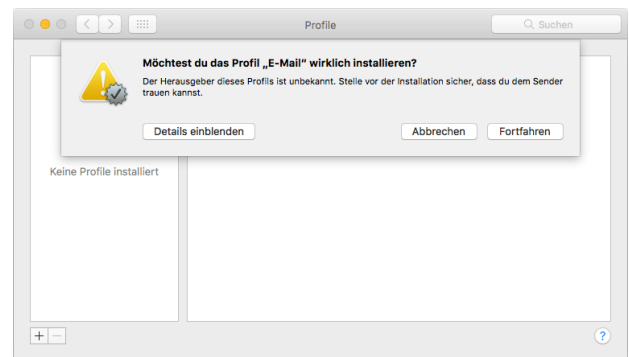 Profile
Suchen
Möchtest du das Profil „E-Mail“ wirklich installieren?
Der Herausgeber dieses Profils ist unbekannt. Stelle vor der Installation sicher, dass du dem Sender
trauen kannst.
Details einblenden
Abbrechen
Fortfahren
Keine Profile installiert